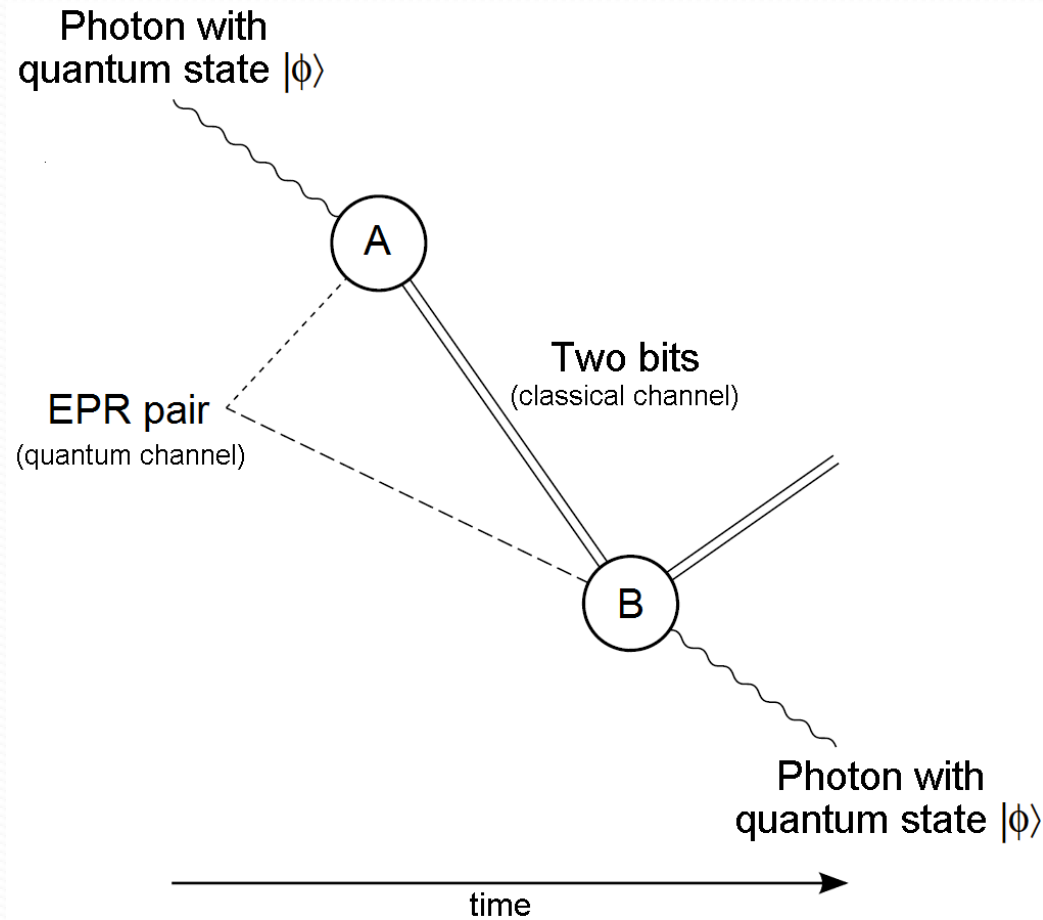 Photon with
quantum state |ϕ⟩
A
Two bits
(classical channel)
EPR pair
(quantum channel)
B
Photon with
quantum state |ϕ⟩
time